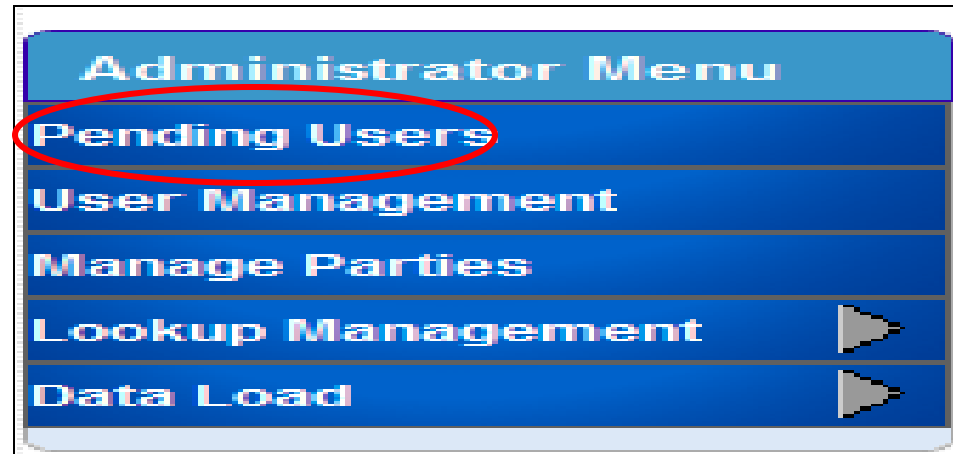 Administrator Menu
Pending Users
User Management
Manage Parties
Lookup Management
Data Load